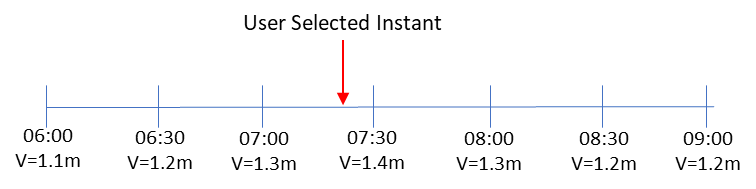 User Selected Instant
06:00 06:30 07:00 07:30 08:00 08:30 09:00
V=1.1m V=1.2m V=1.3m V=1.4m V=1.3m V=1.2m V=1.2m